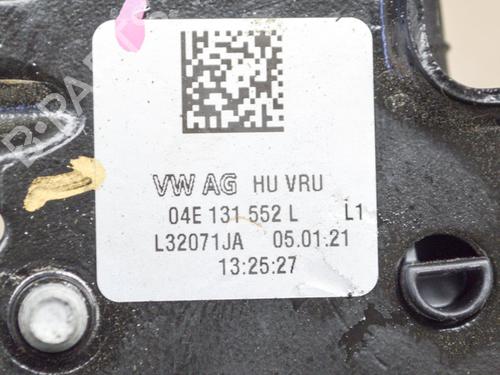 VW AG HU VRU
04E 131 552 L L1
L32071JA 05.01.21
13:25:27